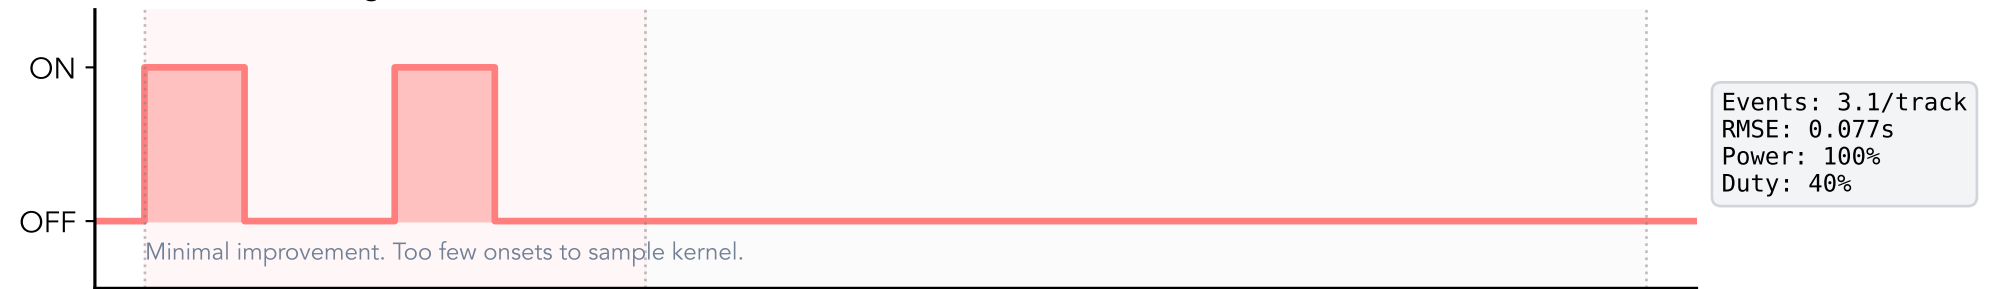 ON
OFF
Minimal improvement. Too few onsets to sample kernel.
Events: 3.1/track
RMSE: 0.077s
Power: 100%
Duty: 40%